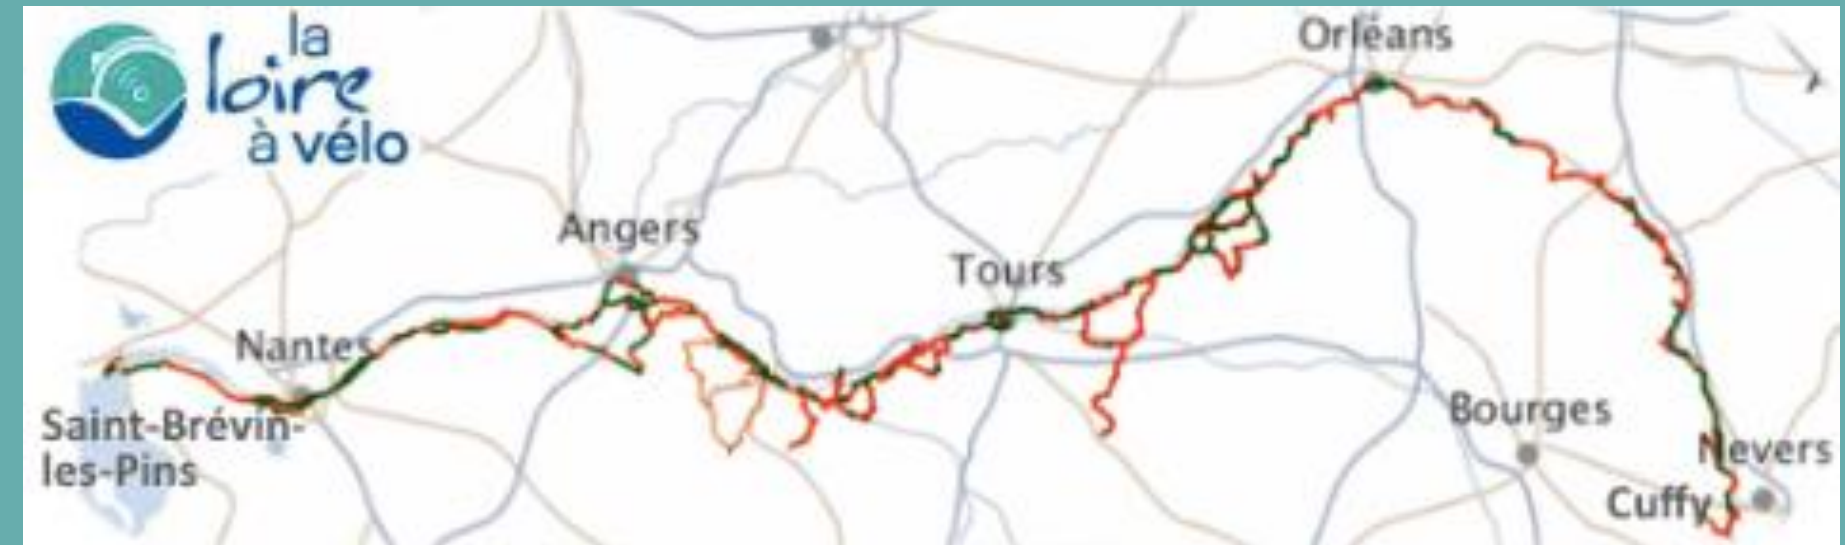 la
loire
à vélo
Orléans
Angers
Tours
Nantes
Saint-Brévin-
les-Pins
Bourges
Nevers
Cuffy